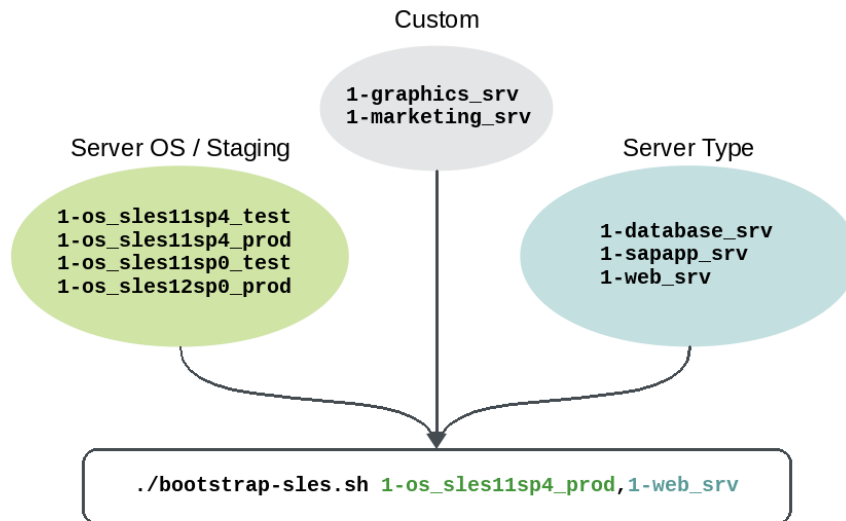 Custom
1-graphics_srv
1-marketing_srv
Server OS / Staging
1-os_sles11sp4_test
1-os_sles11sp4_prod
1-os_sles11sp0_test
1-os_sles12sp0_prod
Server Type
1-database_srv
1-sapapp_srv
1-web_srv
./bootstrap-sles.sh 1-os_sles11sp4_prod,1-web_srv